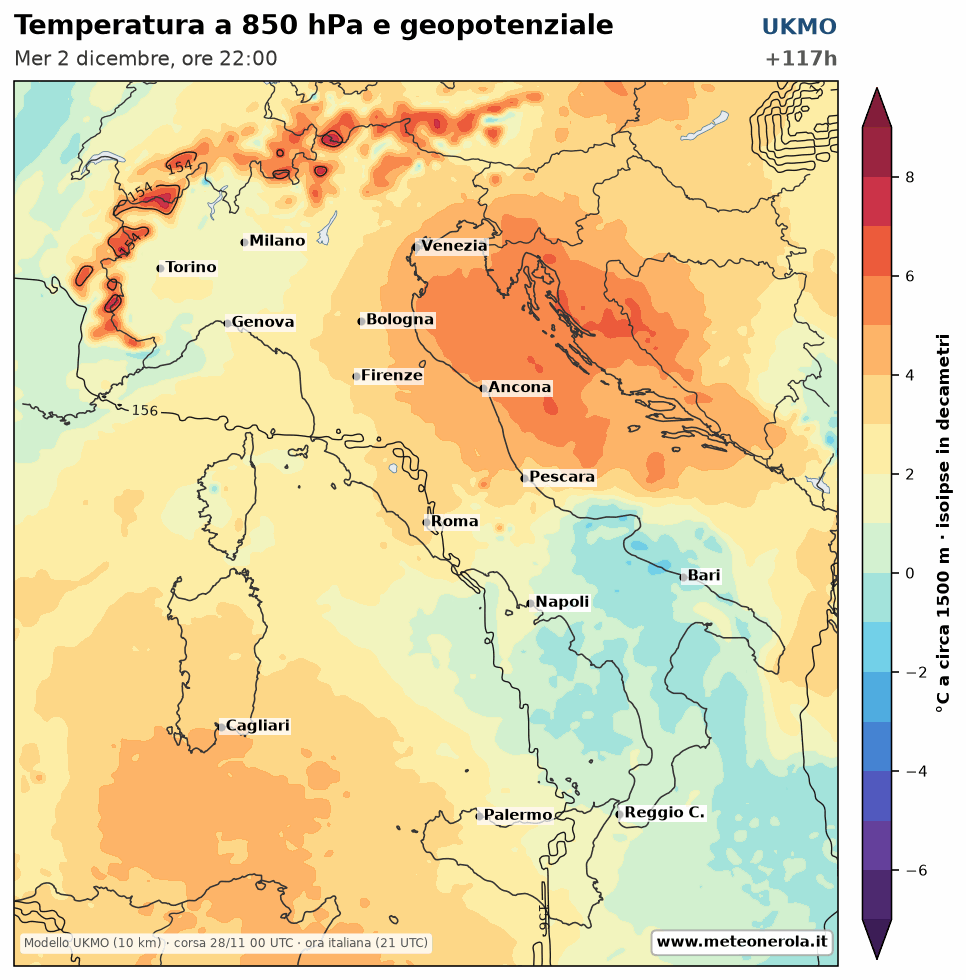 Temperatura a 850 hPa e geopotenziale
UKMO
Mer 2 dicembre, ore 22:00
+117h
154
154
154
Milano
Venezia
Torino
Genova
Bologna
Firenze
Ancona
156
Pescara
Roma
Bari
Napoli
Cagliari
Palermo
Reggio C.
156
8
6
4
2
0
−2
−4
−6
°C a circa 1500 m · isoipse in decametri
Modello UKMO (10 km) · corsa 28/11 00 UTC · ora italiana (21 UTC)
www.meteonerola.it